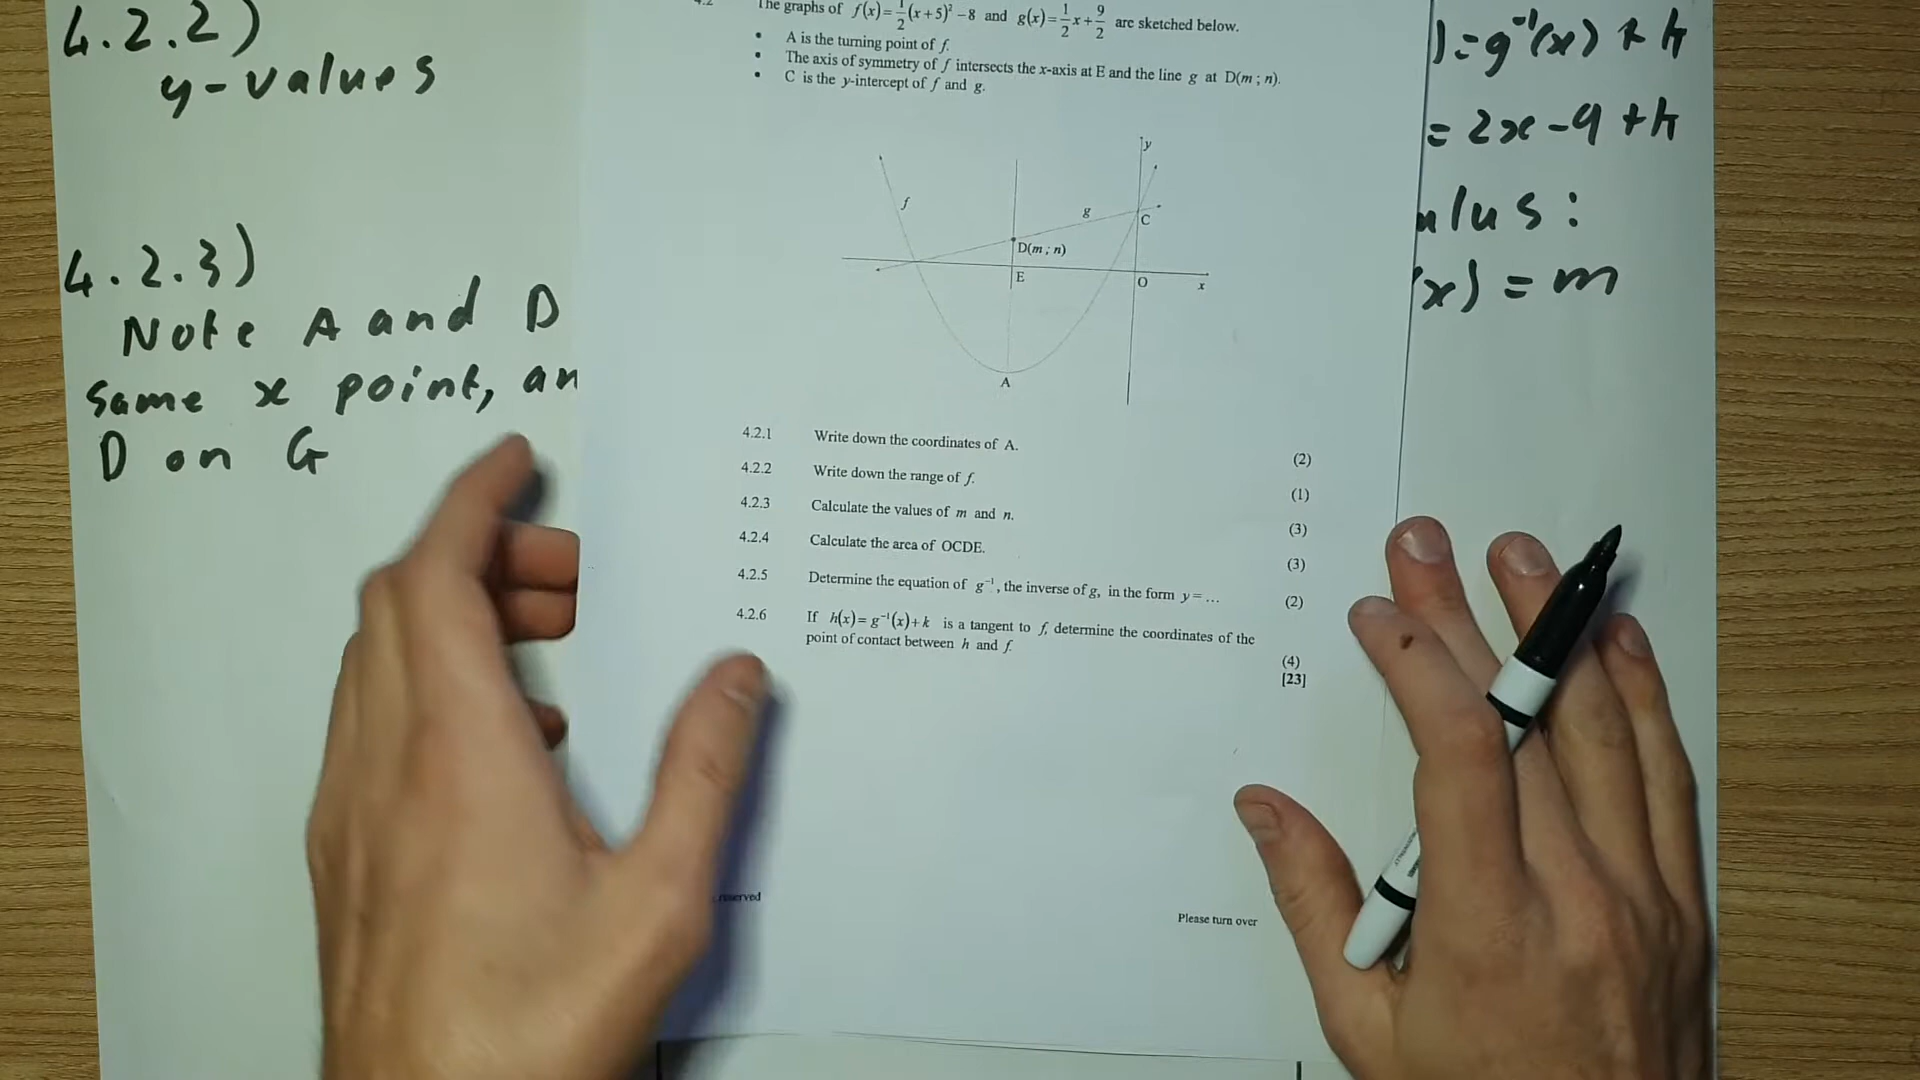 4.2.2)
y-values
4.2.3)
Note A and D
same x point, an
D on G
4.2
The graphs of f(x)=1/2(x+5)²−8 and g(x)=1/2x+9/2 are sketched below.
• A is the turning point of f.
• The axis of symmetry of f intersects the x-axis at E and the line g at D(m ; n).
• C is the y-intercept of f and g.
y
f
g
C
D(m ; n)
E
O
x
A
4.2.1 Write down the coordinates of A. (2)
4.2.2 Write down the range of f. (1)
4.2.3 Calculate the values of m and n. (3)
4.2.4 Calculate the area of OCDE. (3)
4.2.5 Determine the equation of g⁻¹, the inverse of g, in the form y = ... (2)
4.2.6 If h(x)=g⁻¹(x)+k is a tangent to f, determine the coordinates of the
point of contact between h and f. (4)
[23]
Please turn over
)=g⁻¹(x) + k
= 2x-9+k
ulus:
(x) = m